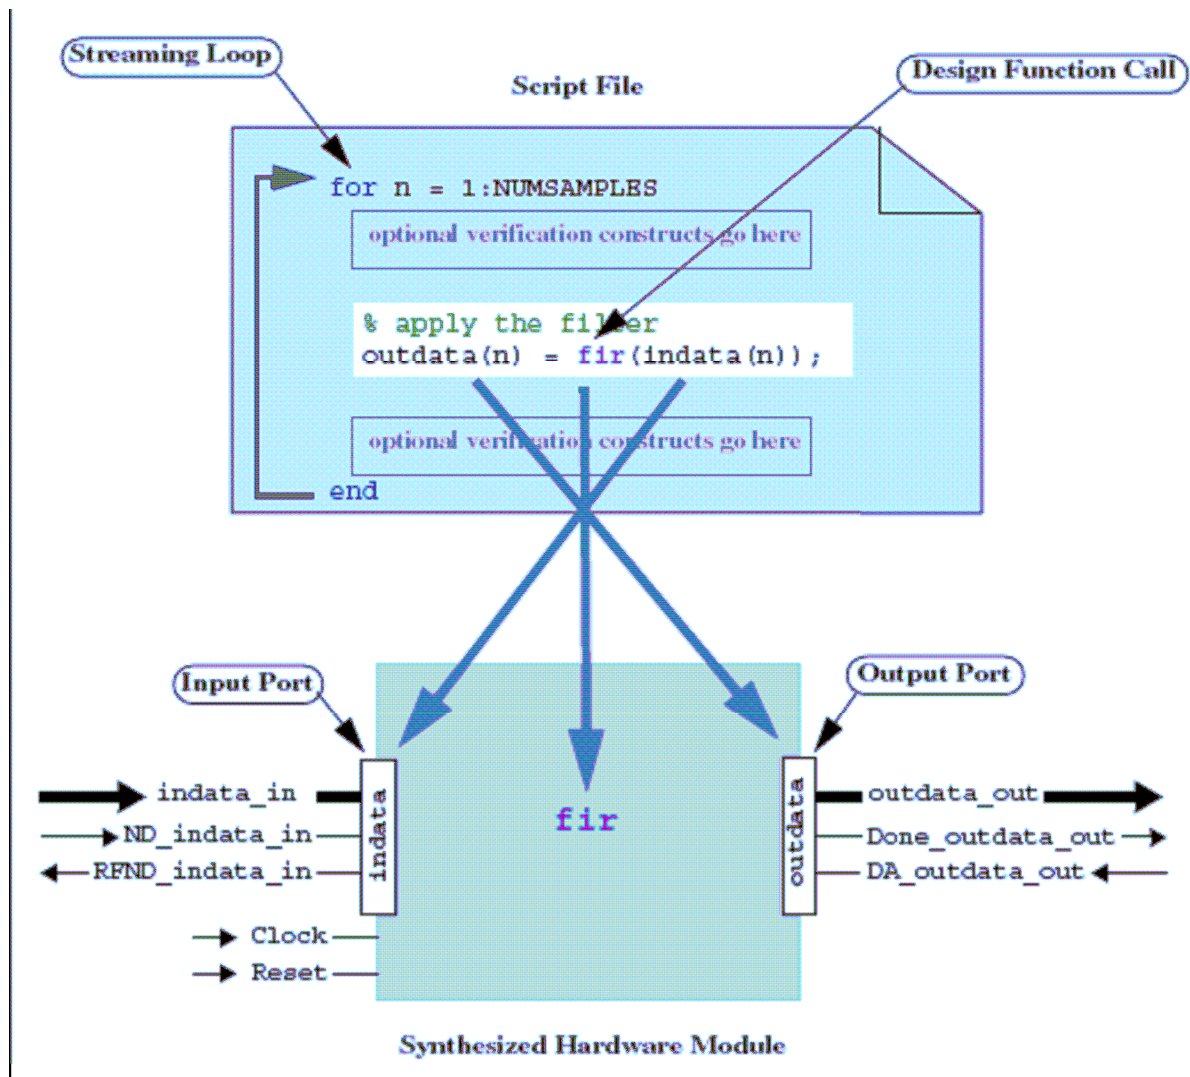 Streaming Loop
Design Function Call
Script File
for n = 1:NUMSAMPLES
optional verification constructs go here
% apply the filter
outdata(n) = fir(indata(n));
optional verification constructs go here
end
Input Port
Output Port
indata_in
ND_indata_in
RFND_indata_in
indata
fir
outdata
outdata_out
Done_outdata_out
DA_outdata_out
Clock
Reset
Synthesized Hardware Module